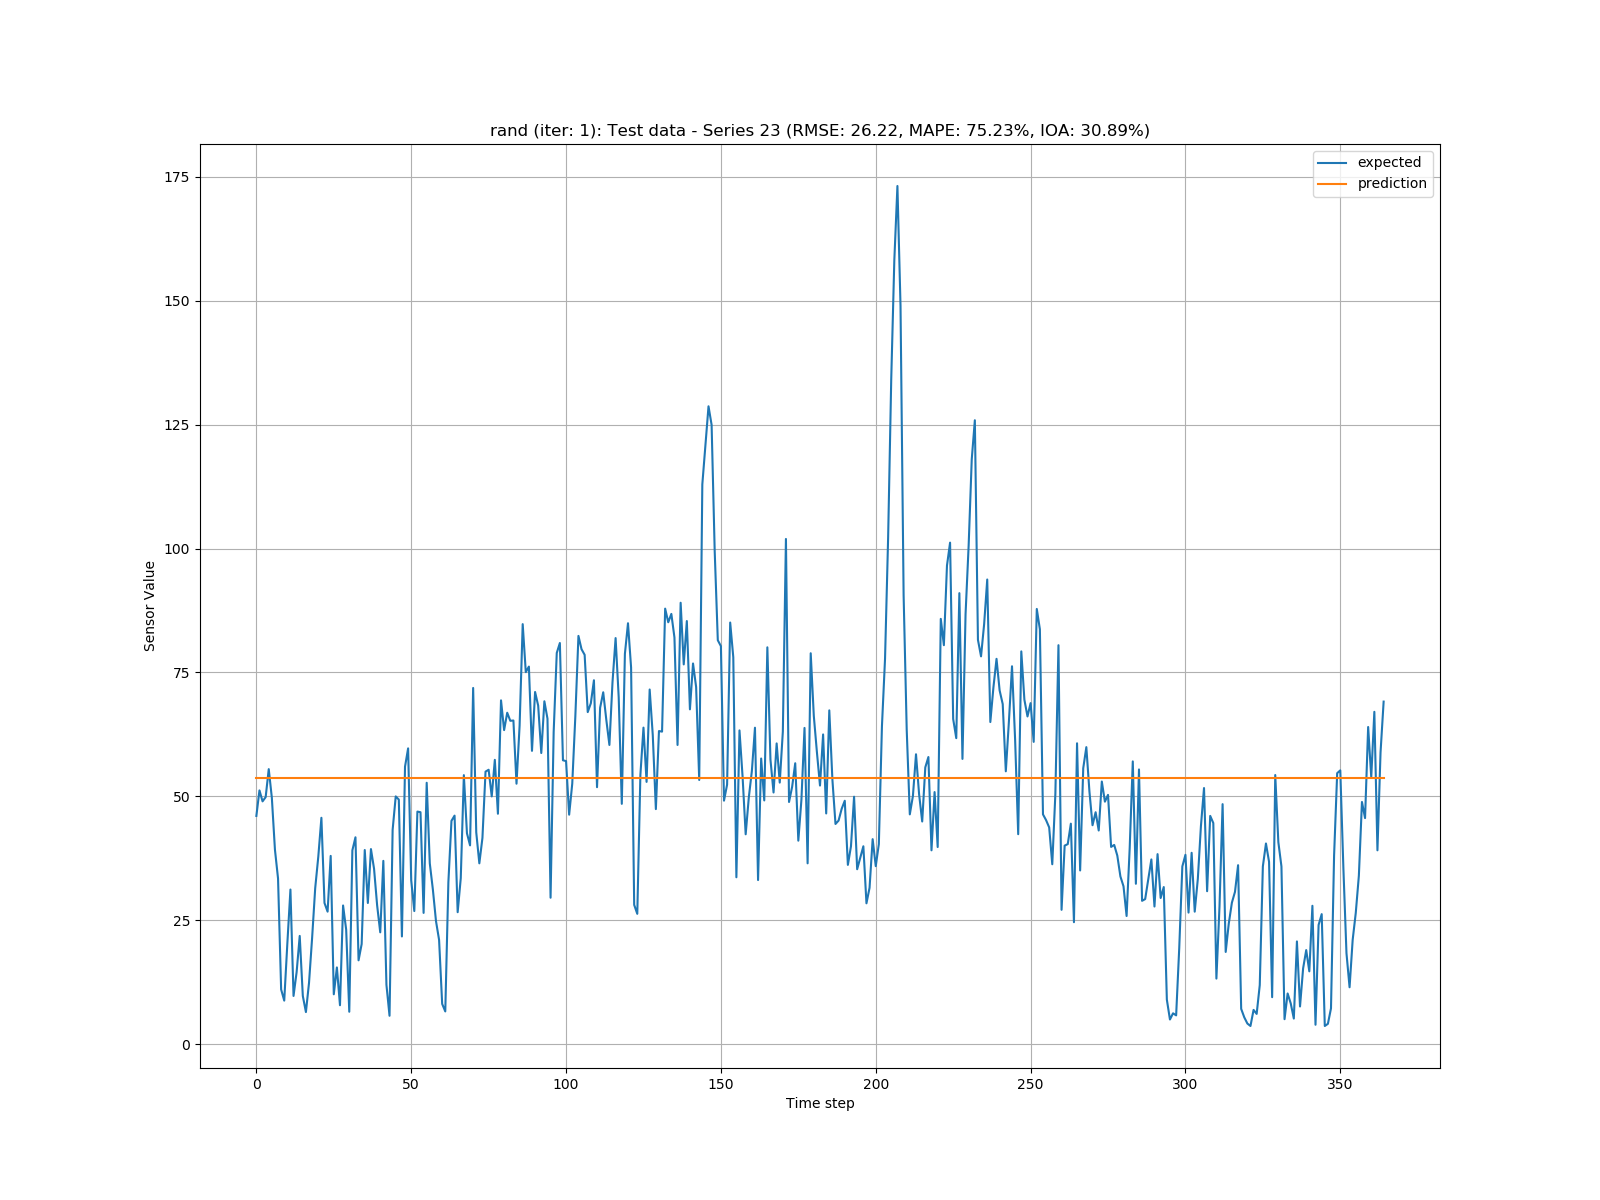 rand (iter: 1): Test data - Series 23 (RMSE: 26.22, MAPE: 75.23%, IOA: 30.89%)
expected
prediction
175
150
125
100
75
50
25
0
Sensor Value
0 50 100 150 200 250 300 350
Time step